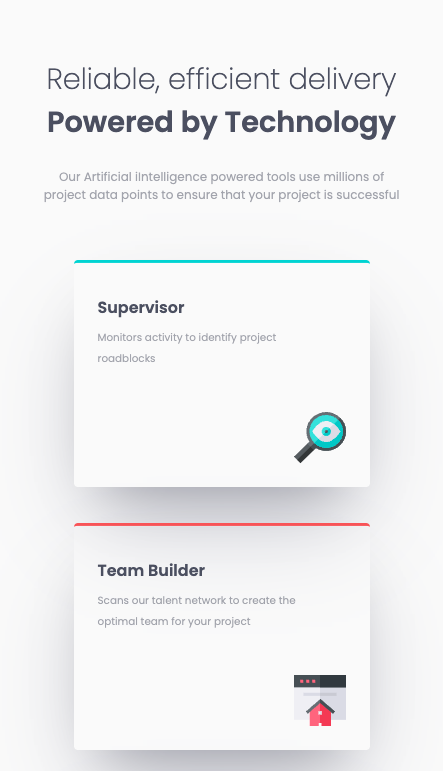 Reliable, efficient delivery
Powered by Technology
Our Artificial iIntelligence powered tools use millions of
project data points to ensure that your project is successful
Supervisor
Monitors activity to identify project
roadblocks
Team Builder
Scans our talent network to create the
optimal team for your project